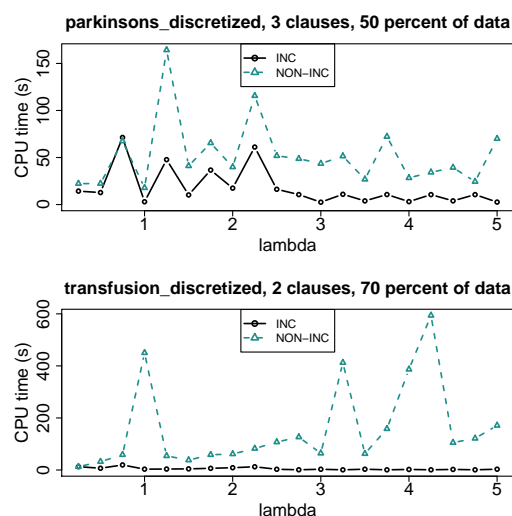 parkinsons_discretized, 3 clauses, 50 percent of data
INC
NON−INC
CPU time (s)
150
100
50
0
1 2 3 4 5
lambda
transfusion_discretized, 2 clauses, 70 percent of data
INC
NON−INC
CPU time (s)
600
400
200
0
1 2 3 4 5
lambda